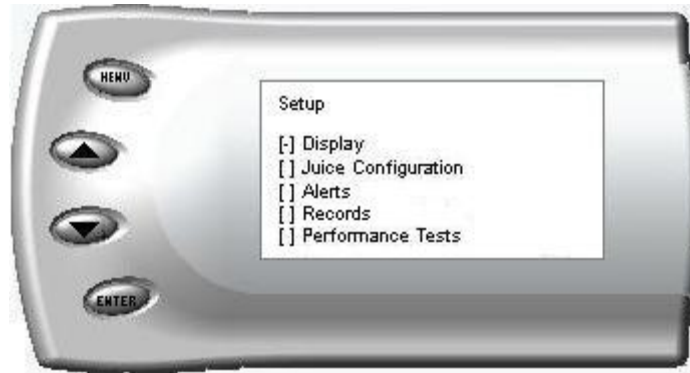 MENU
Setup
[-] Display
[ ] Juice Configuration
[ ] Alerts
[ ] Records
[ ] Performance Tests
ENTER